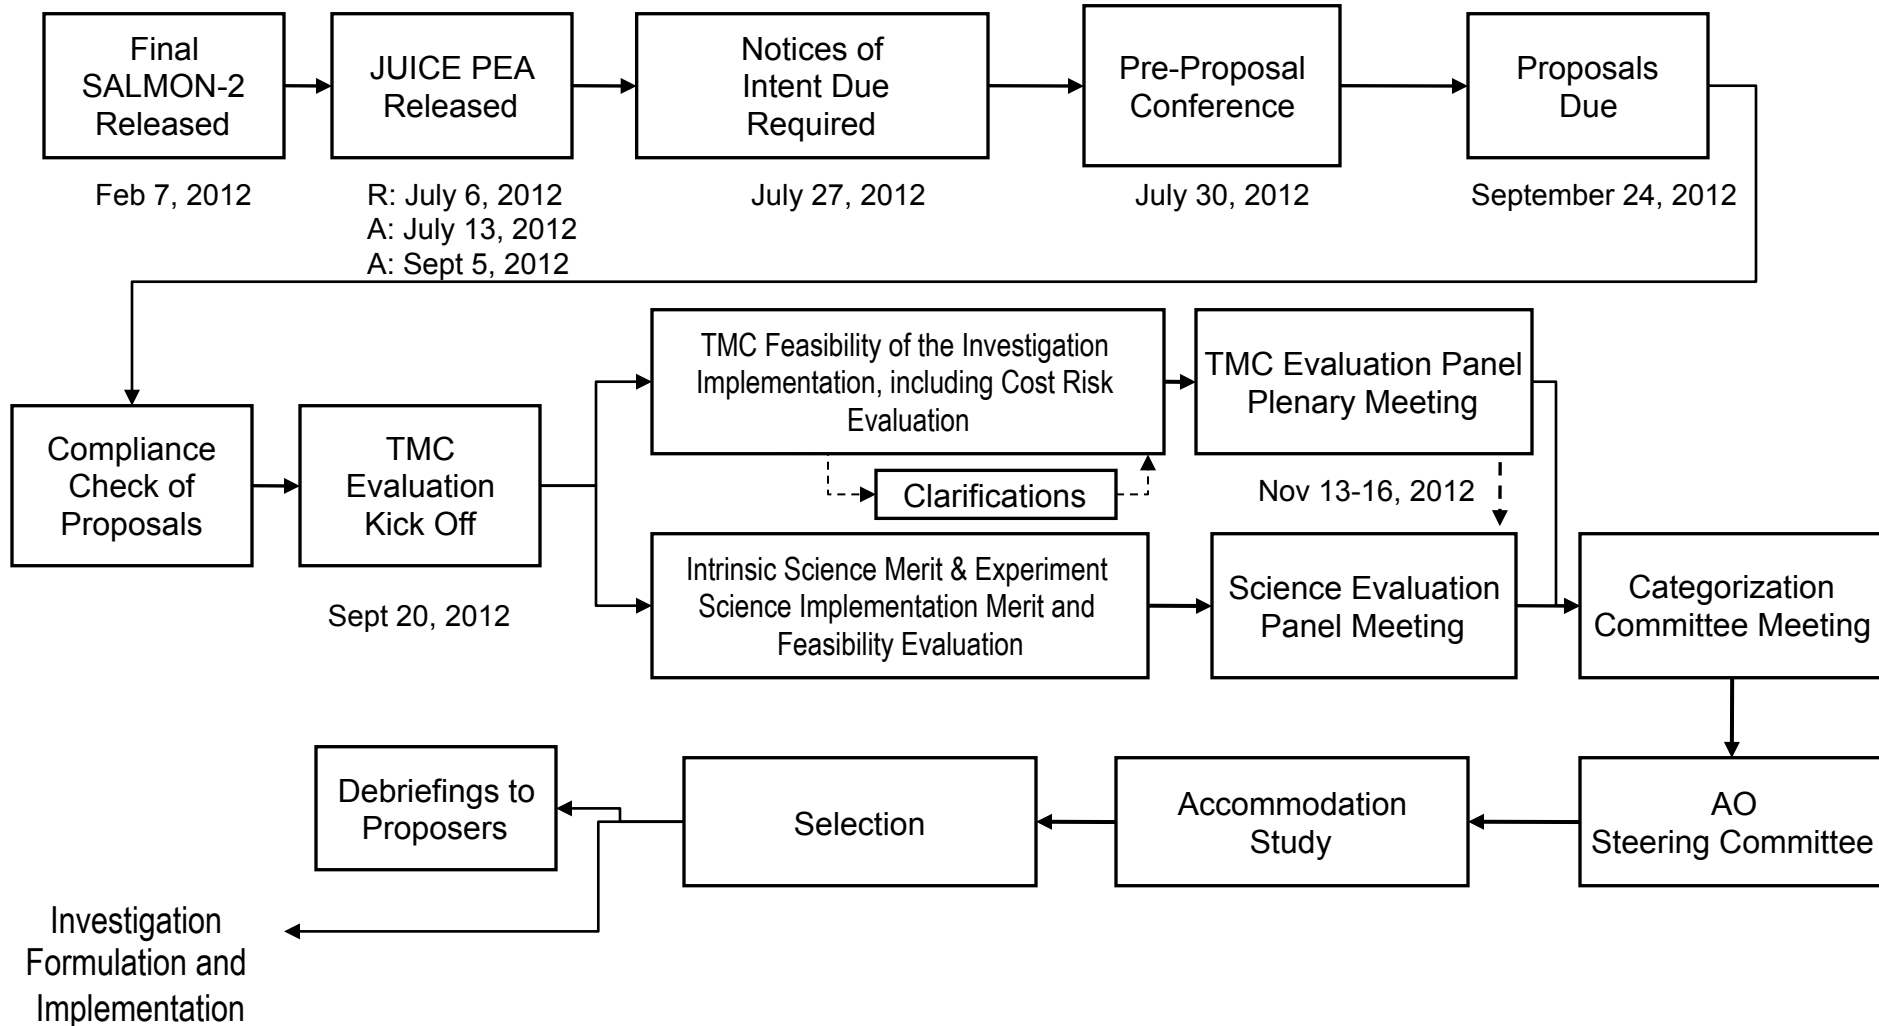 Final
SALMON-2
Released
JUICE PEA
Released
Notices of
Intent Due
Required
Pre-Proposal
Conference
Proposals
Due
Feb 7, 2012
R: July 6, 2012
A: July 13, 2012
A: Sept 5, 2012
July 27, 2012
July 30, 2012
September 24, 2012
Compliance
Check of
Proposals
TMC
Evaluation
Kick Off
Sept 20, 2012
TMC Feasibility of the Investigation
Implementation, including Cost Risk
Evaluation
Clarifications
TMC Evaluation Panel
Plenary Meeting
Nov 13-16, 2012
Intrinsic Science Merit & Experiment
Science Implementation Merit and
Feasibility Evaluation
Science Evaluation
Panel Meeting
Categorization
Committee Meeting
AO
Steering Committee
Accommodation
Study
Selection
Debriefings to
Proposers
Investigation
Formulation and
Implementation